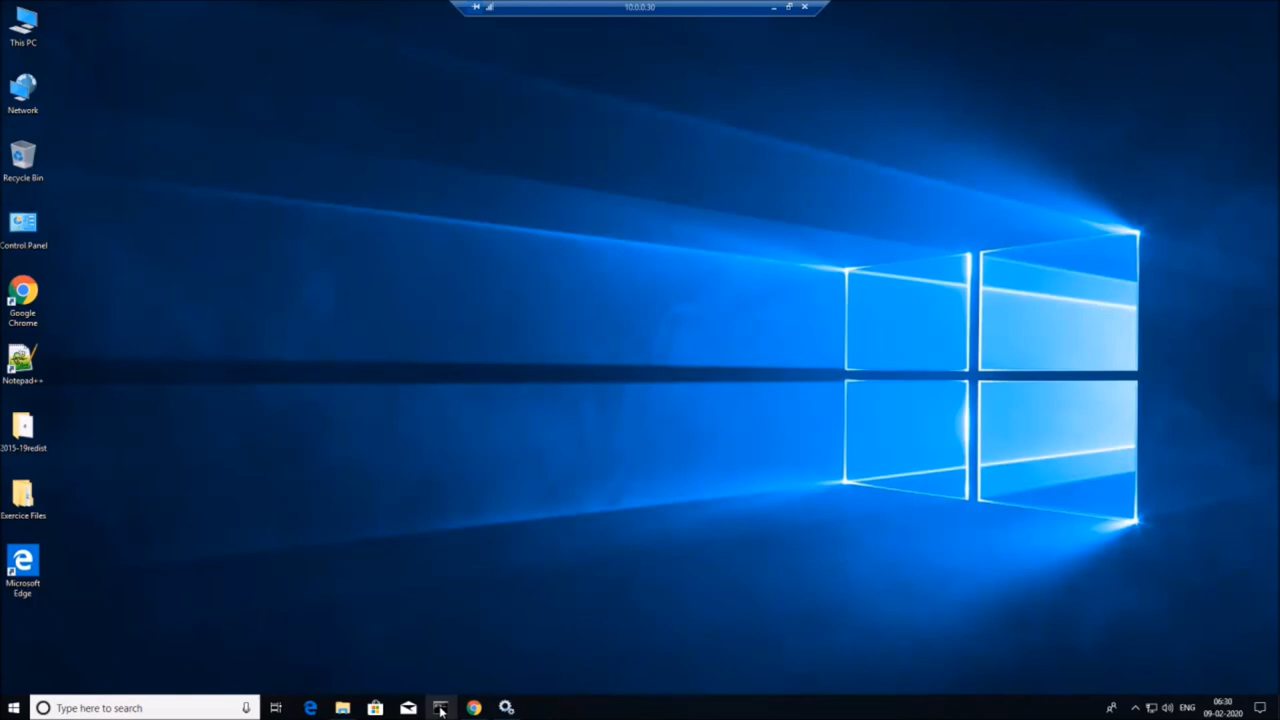 10.0.0.30
This PC
Network
Recycle Bin
Control Panel
Google
Chrome
Notepad++
2015-19redist
Exercice Files
Microsoft
Edge
Type here to search
ENG
06:30
09-02-2020